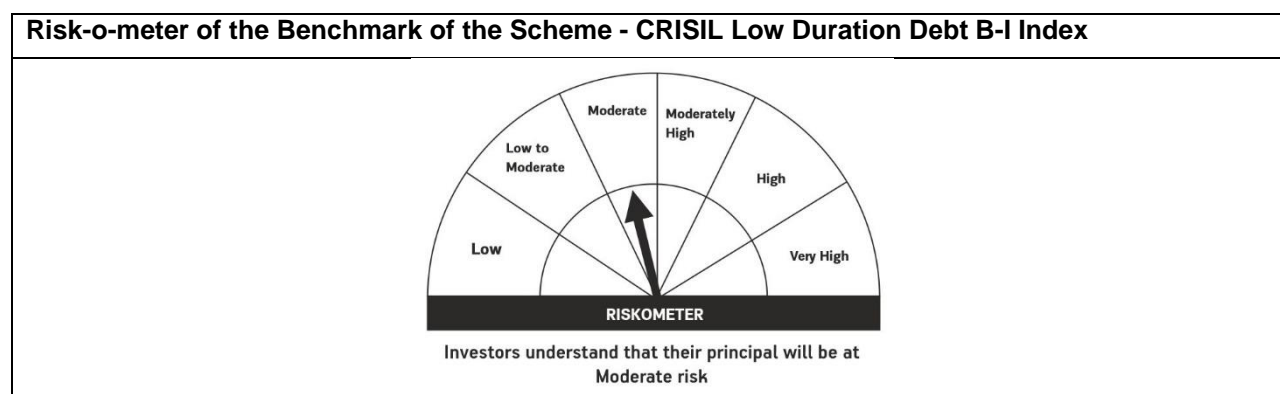 Risk-o-meter of the Benchmark of the Scheme - CRISIL Low Duration Debt B-I Index
Low
Low to
Moderate
Moderate
Moderately
High
High
Very High
RISKOMETER
Investors understand that their principal will be at
Moderate risk